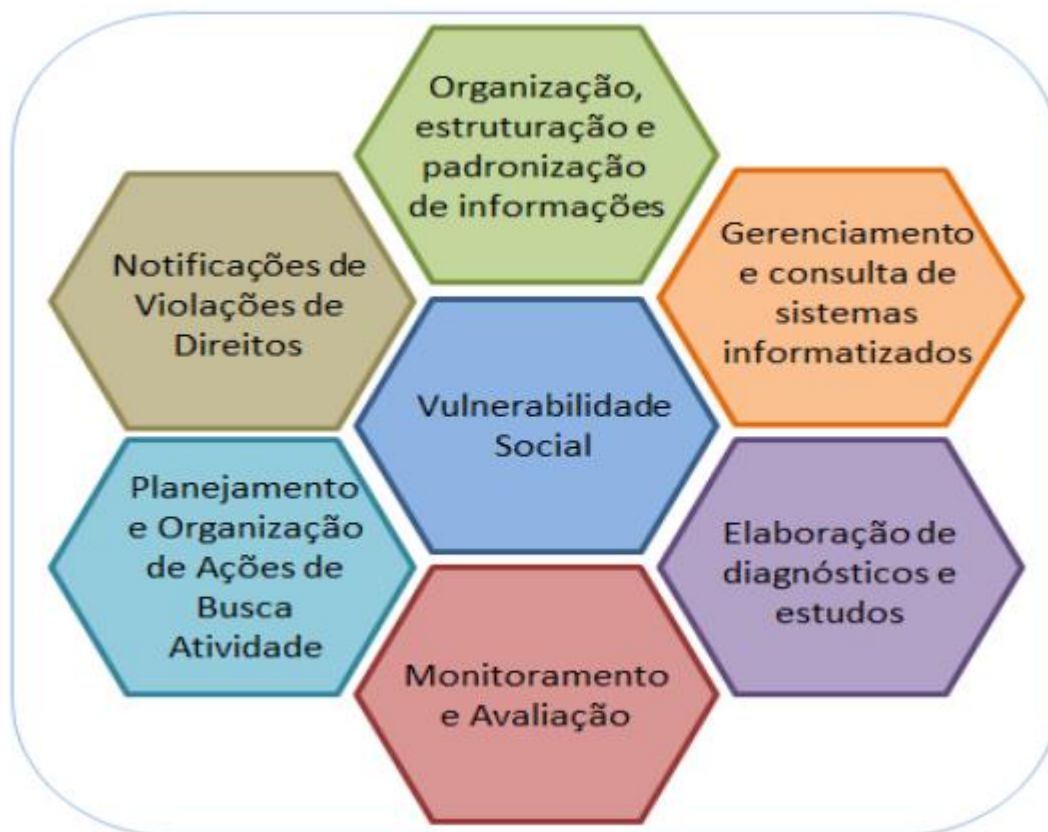 Organização,
estruturação e
padronização
de informações
Gerenciamento
e consulta de
sistemas
informatizados
Elaboração de
diagnósticos e
estudos
Monitoramento
e Avaliação
Planejamento
e Organização
de Ações de
Busca
Atividade
Notificações de
Violações de
Direitos
Vulnerabilidade
Social